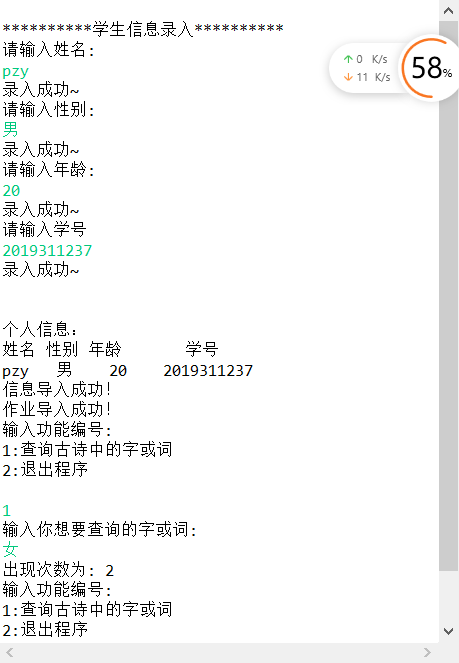 **********学生信息录入**********
请输入姓名:
pzy
录入成功~
请输入性别:
男
录入成功~
请输入年龄:
20
录入成功~
请输入学号
2019311237
录入成功~
个人信息：
姓名 性别 年龄 学号
pzy 男 20 2019311237
信息导入成功!
作业导入成功!
输入功能编号:
1:查询古诗中的字或词
2:退出程序
1
输入你想要查询的字或词:
女
出现次数为: 2
输入功能编号:
1:查询古诗中的字或词
2:退出程序
↑ 0 K/s
↓ 11 K/s
58%